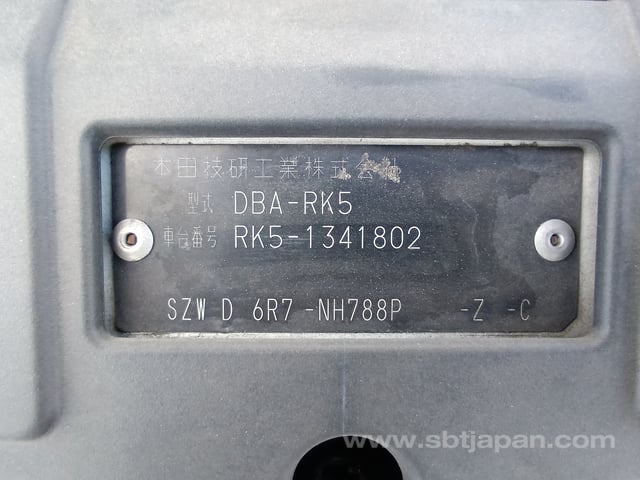 本田技研工業株式会社
型式 DBA-RK5
車台番号 RK5-1341802
SZW D 6R7 -NH788P -Z -C
www.sbtjapan.com